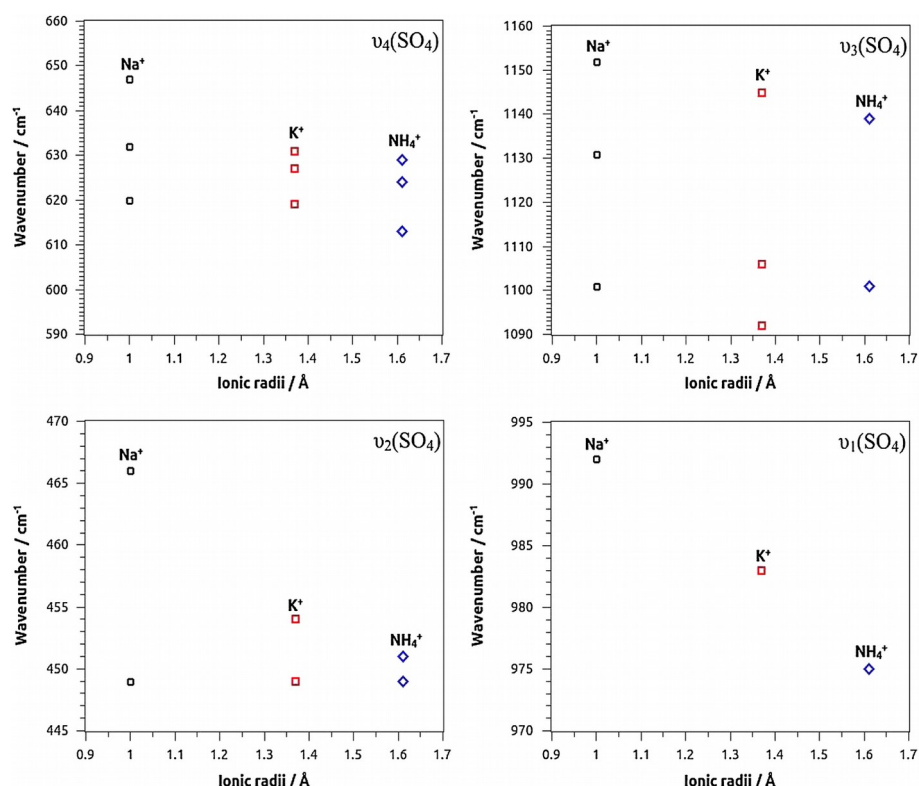 660
650
640
630
620
610
600
590
0.9 1 1.1 1.2 1.3 1.4 1.5 1.6 1.7
Wavenumber / cm⁻¹
Ionic radii / Å
υ₄(SO₄)
Na⁺
K⁺
NH₄⁺
1160
1150
1140
1130
1120
1110
1100
1090
0.9 1 1.1 1.2 1.3 1.4 1.5 1.6 1.7
Wavenumber / cm⁻¹
Ionic radii / Å
υ₃(SO₄)
Na⁺
K⁺
NH₄⁺
470
465
460
455
450
445
0.9 1 1.1 1.2 1.3 1.4 1.5 1.6 1.7
Wavenumber / cm⁻¹
Ionic radii / Å
υ₂(SO₄)
Na⁺
K⁺
NH₄⁺
995
990
985
980
975
970
0.9 1 1.1 1.2 1.3 1.4 1.5 1.6 1.7
Wavenumber / cm⁻¹
Ionic radii / Å
υ₁(SO₄)
Na⁺
K⁺
NH₄⁺